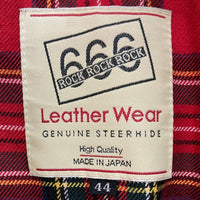 666
ROCK ROCK ROCK
Leather Wear
GENUINE STEERHIDE
High Quality
MADE IN JAPAN
44